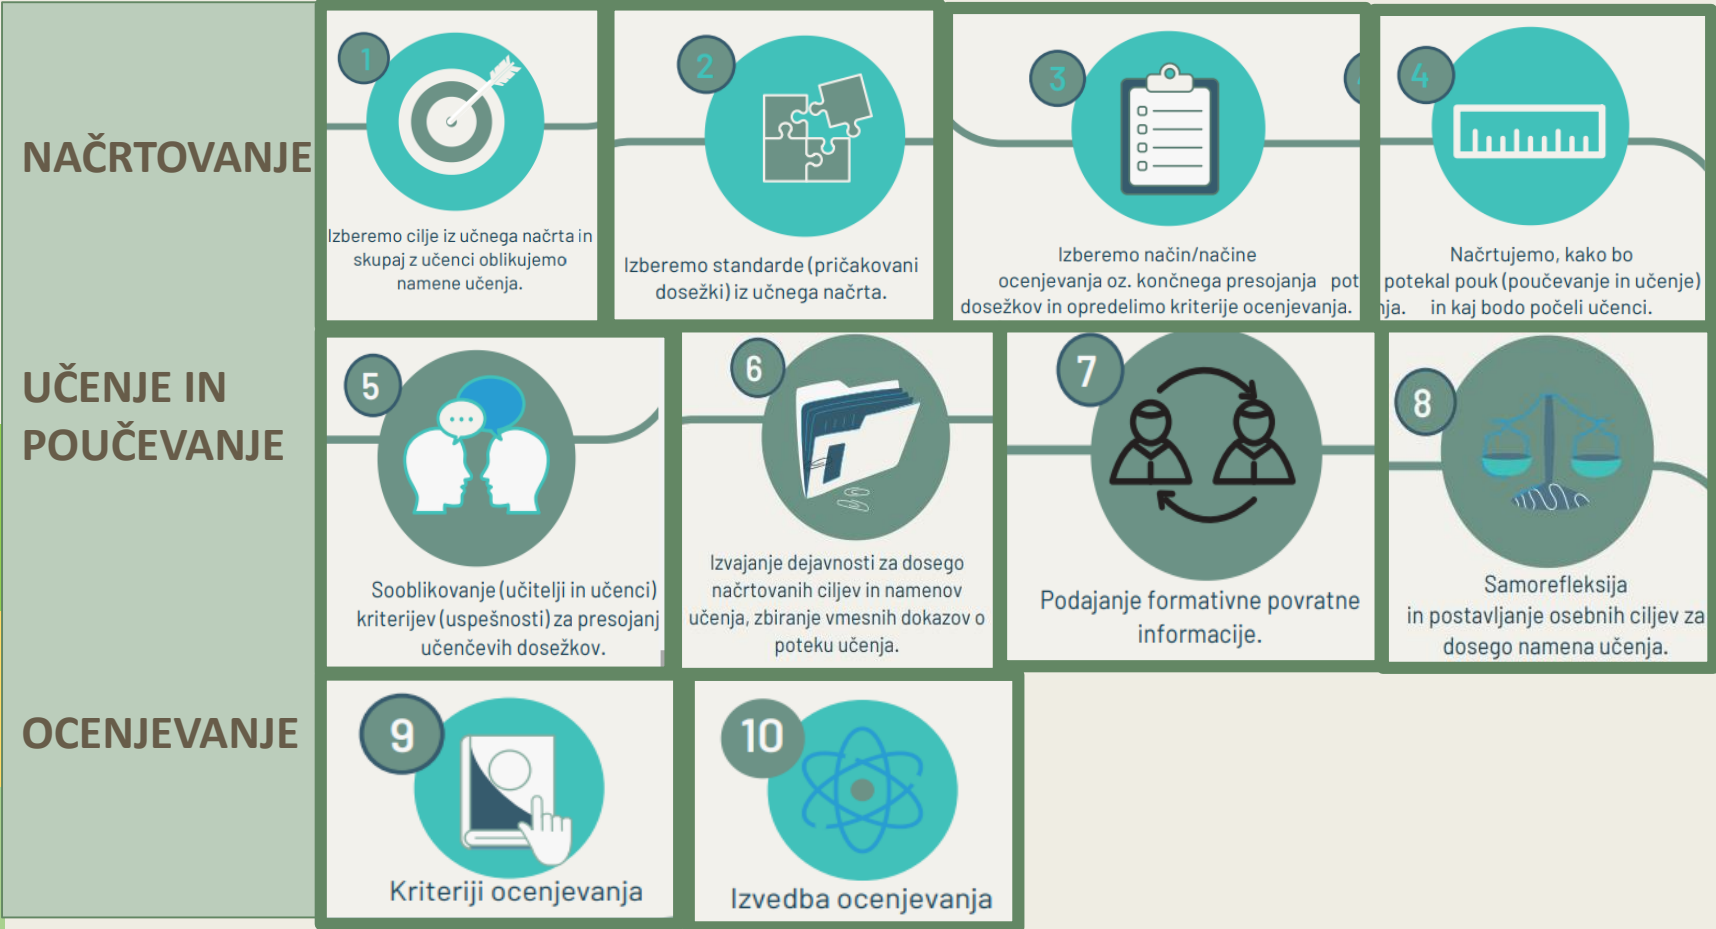 NAČRTOVANJE
1
Izberemo cilje iz učnega načrta in
skupaj z učenci oblikujemo
namene učenja.
2
Izberemo standarde (pričakovani
dosežki) iz učnega načrta.
3
Izberemo način/načine
ocenjevanja oz. končnega presojanja pot
dosežkov in opredelimo kriterije ocenjevanja.
4
Načrtujemo, kako bo
potekal pouk (poučevanje in učenje)
nja. in kaj bodo počeli učenci.
UČENJE IN
POUČEVANJE
5
Sooblikovanje (učitelji in učenci)
kriterijev (uspešnosti) za presojanj
učenčevih dosežkov.
6
Izvajanje dejavnosti za dosego
načrtovanih ciljev in namenov
učenja, zbiranje vmesnih dokazov o
poteku učenja.
7
Podajanje formativne povratne
informacije.
8
Samorefleksija
in postavljanje osebnih ciljev za
dosego namena učenja.
OCENJEVANJE
9
Kriteriji ocenjevanja
10
Izvedba ocenjevanja